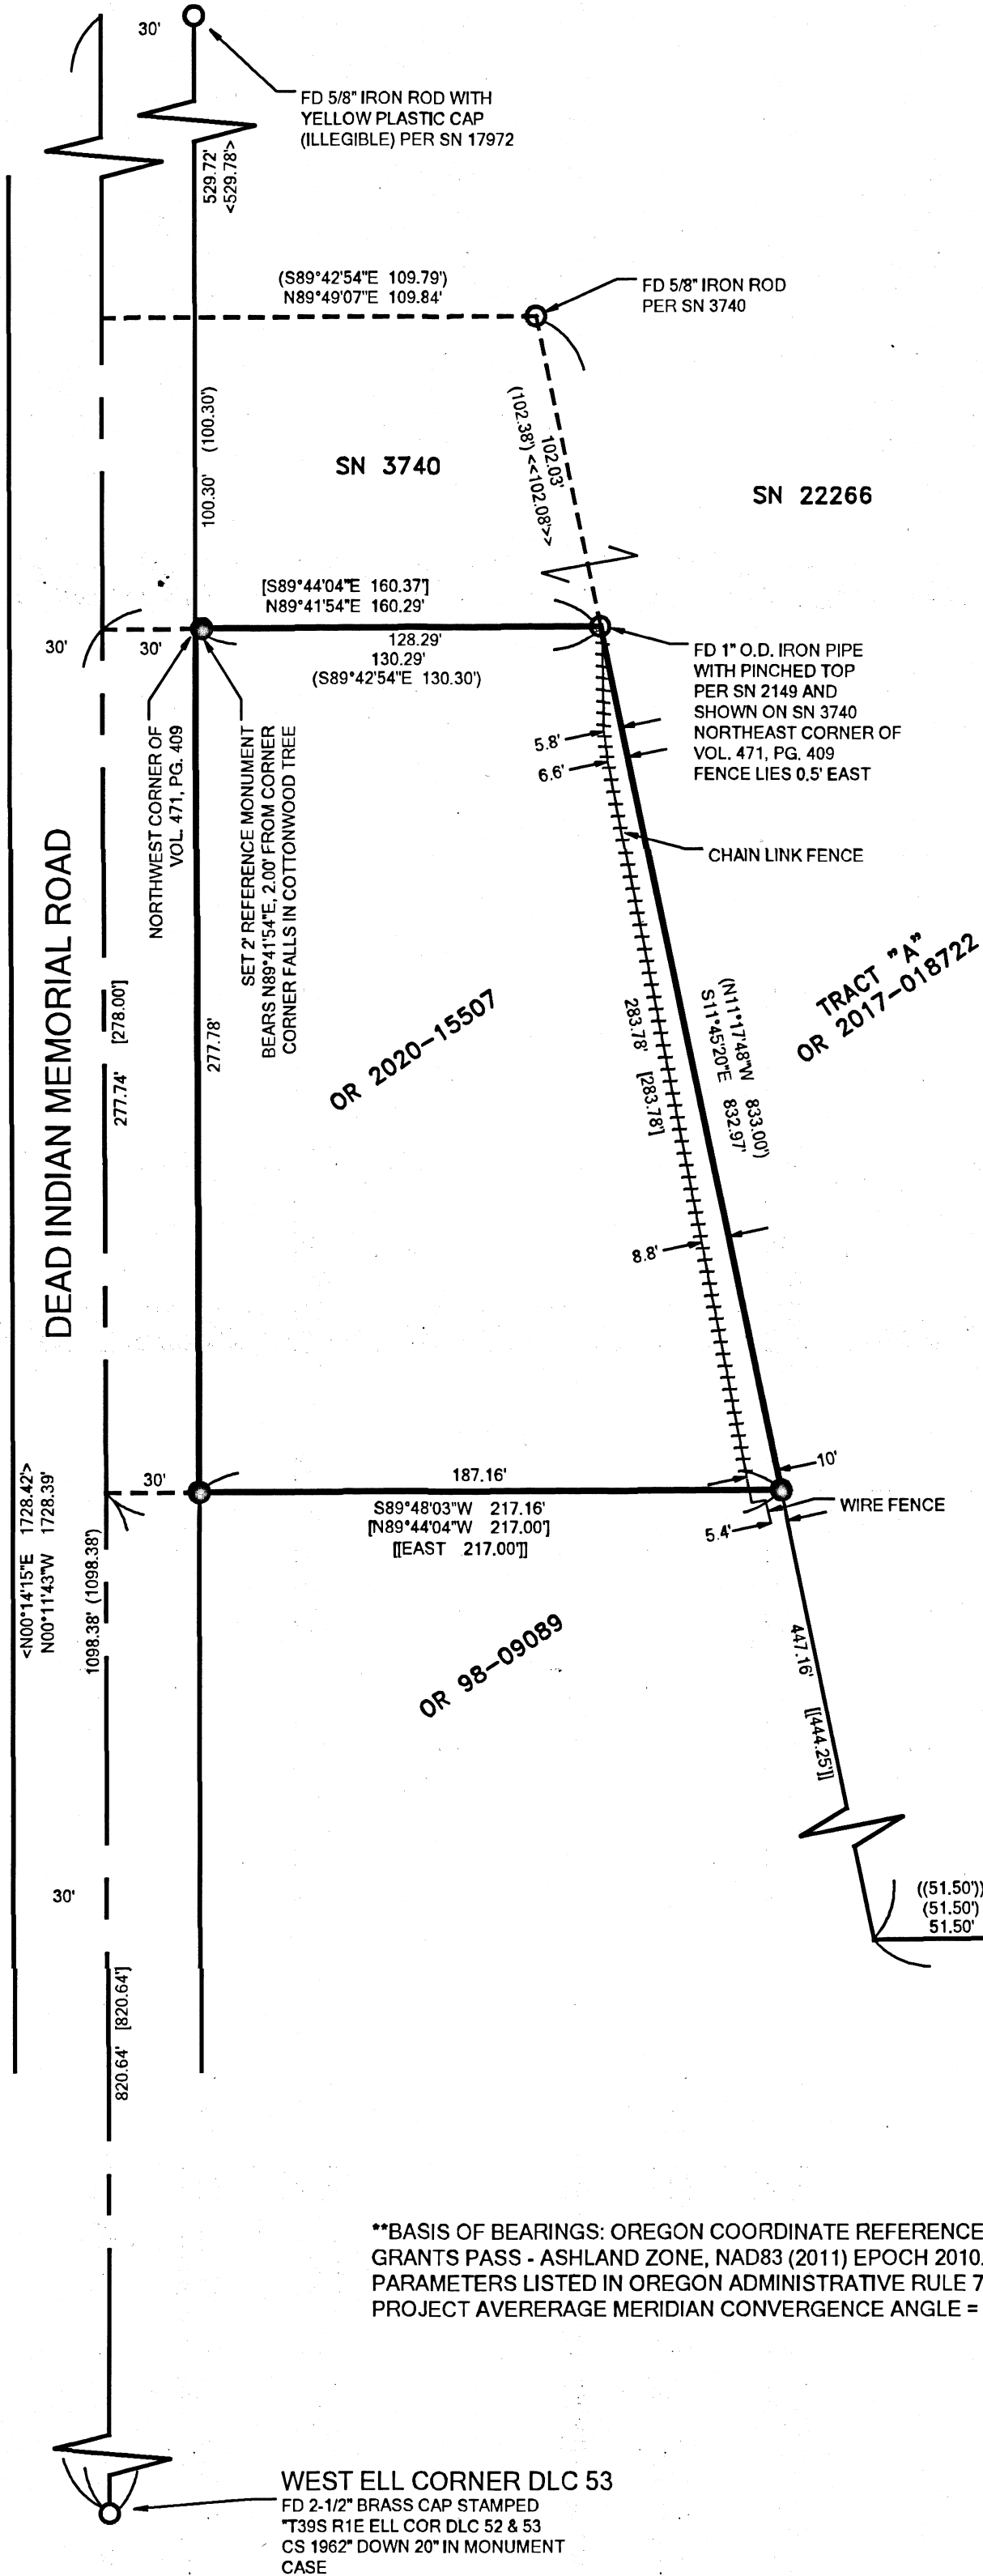 30'
FD 5/8" IRON ROD WITH
YELLOW PLASTIC CAP
(ILLEGIBLE) PER SN 17972
529.72'
<529.78'>
(S89°42'54"E 109.79')
N89°49'07"E 109.84'
FD 5/8" IRON ROD
PER SN 3740
100.30' (100.30')
102.03'
(102.38') <<102.08'>>
SN 3740
SN 22266
[S89°44'04"E 160.37]
N89°41'54"E 160.29'
30'
30'
128.29'
130.29'
(S89°42'54"E 130.30')
FD 1" O.D. IRON PIPE
WITH PINCHED TOP
PER SN 2149 AND
SHOWN ON SN 3740
NORTHEAST CORNER OF
VOL. 471, PG. 409
FENCE LIES 0.5' EAST
5.8'
6.6'
NORTHWEST CORNER OF
VOL. 471, PG. 409
SET 2' REFERENCE MONUMENT
BEARS N89°41'54"E, 2.00' FROM CORNER
CORNER FALLS IN COTTONWOOD TREE
CHAIN LINK FENCE
DEAD INDIAN MEMORIAL ROAD
277.74' [278.00']
277.78'
OR 2020-15507
(N11°17'48"W 833.00')
S11°45'20"E 832.97'
283.78' [283.78']
TRACT "A"
OR 2017-018722
8.8'
30'
187.16'
S89°48'03"W 217.16'
[N89°44'04"W 217.00']
[[EAST 217.00']]
10'
WIRE FENCE
5.4'
<N00°14'15"E 1728.42'>
N00°11'43"W 1728.39'
1098.38' (1098.38')
OR 98-09089
447.16' [[444.25']]
30'
((51.50'))
(51.50')
51.50'
820.64' [820.64']
**BASIS OF BEARINGS: OREGON COORDINATE REFERENCE
GRANTS PASS - ASHLAND ZONE, NAD83 (2011) EPOCH 2010.
PARAMETERS LISTED IN OREGON ADMINISTRATIVE RULE 7
PROJECT AVERERAGE MERIDIAN CONVERGENCE ANGLE =
WEST ELL CORNER DLC 53
FD 2-1/2" BRASS CAP STAMPED
"T39S R1E ELL COR DLC 52 & 53
CS 1962" DOWN 20" IN MONUMENT
CASE